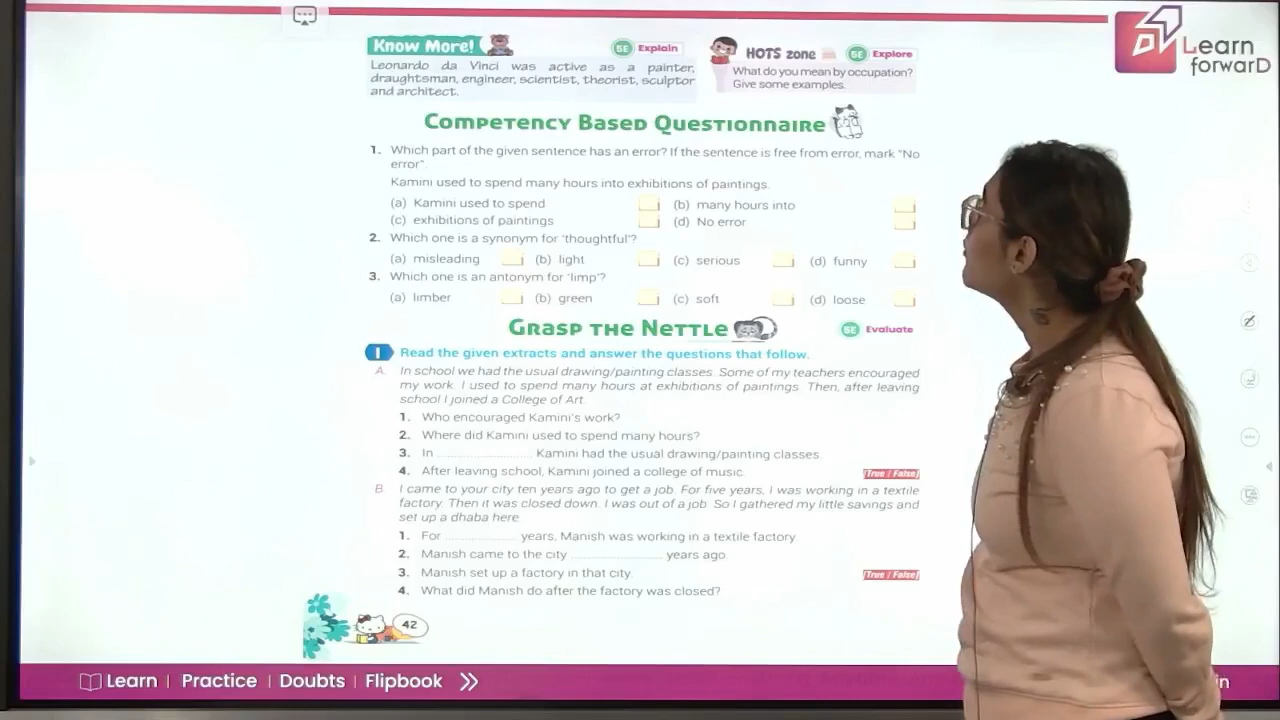 Know More!
5E Explain
Leonardo da Vinci was active as a painter,
draughtsman, engineer, scientist, theorist, sculptor
and architect.
HOTS zone
5E Explore
What do you mean by occupation?
Give some examples.
Learn
forwarD
Competency Based Questionnaire
1. Which part of the given sentence has an error? If the sentence is free from error, mark "No
error".
Kamini used to spend many hours into exhibitions of paintings.
(a) Kamini used to spend (b) many hours into
(c) exhibitions of paintings (d) No error
2. Which one is a synonym for 'thoughtful'?
(a) misleading (b) light (c) serious (d) funny
3. Which one is an antonym for 'limp'?
(a) limber (b) green (c) soft (d) loose
Grasp the Nettle
5E Evaluate
I Read the given extracts and answer the questions that follow.
A. In school we had the usual drawing/painting classes. Some of my teachers encouraged
my work. I used to spend many hours at exhibitions of paintings. Then, after leaving
school I joined a College of Art.
1. Who encouraged Kamini's work?
2. Where did Kamini used to spend many hours?
3. In ........................ Kamini had the usual drawing/painting classes.
4. After leaving school, Kamini joined a college of music. [True / False]
B. I came to your city ten years ago to get a job. For five years, I was working in a textile
factory. Then it was closed down. I was out of a job. So I gathered my little savings and
set up a dhaba here.
1. For .................. years, Manish was working in a textile factory.
2. Manish came to the city ....................... years ago.
3. Manish set up a factory in that city. [True / False]
4. What did Manish do after the factory was closed?
42
Learn | Practice | Doubts | Flipbook
in